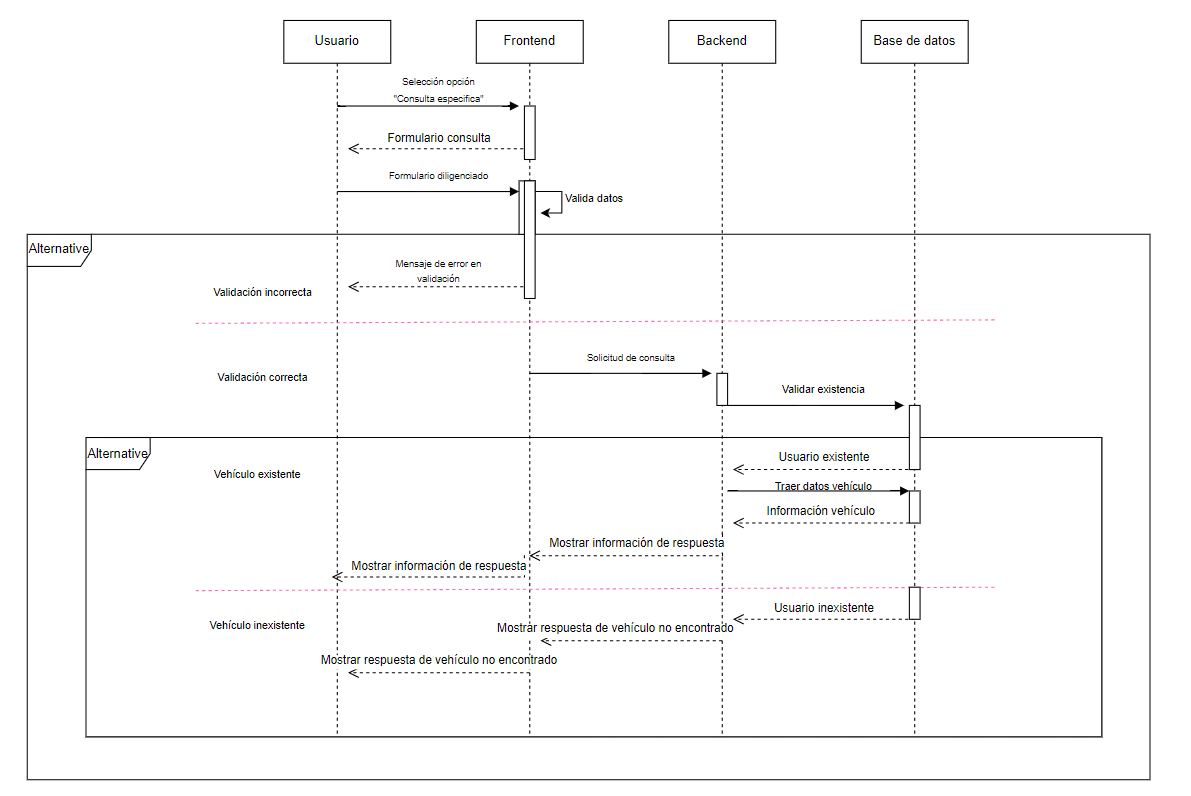 Usuario
Frontend
Backend
Base de datos
Selección opción
"Consulta especifica"
Formulario consulta
Formulario diligenciado
Valida datos
Alternative
Mensaje de error en
validación
Validación incorrecta
Solicitud de consulta
Validación correcta
Validar existencia
Alternative
Usuario existente
Vehículo existente
Traer datos vehículo
Información vehículo
Mostrar información de respuesta
Mostrar información de respuesta
Usuario inexistente
Vehículo inexistente
Mostrar respuesta de vehículo no encontrado
Mostrar respuesta de vehículo no encontrado